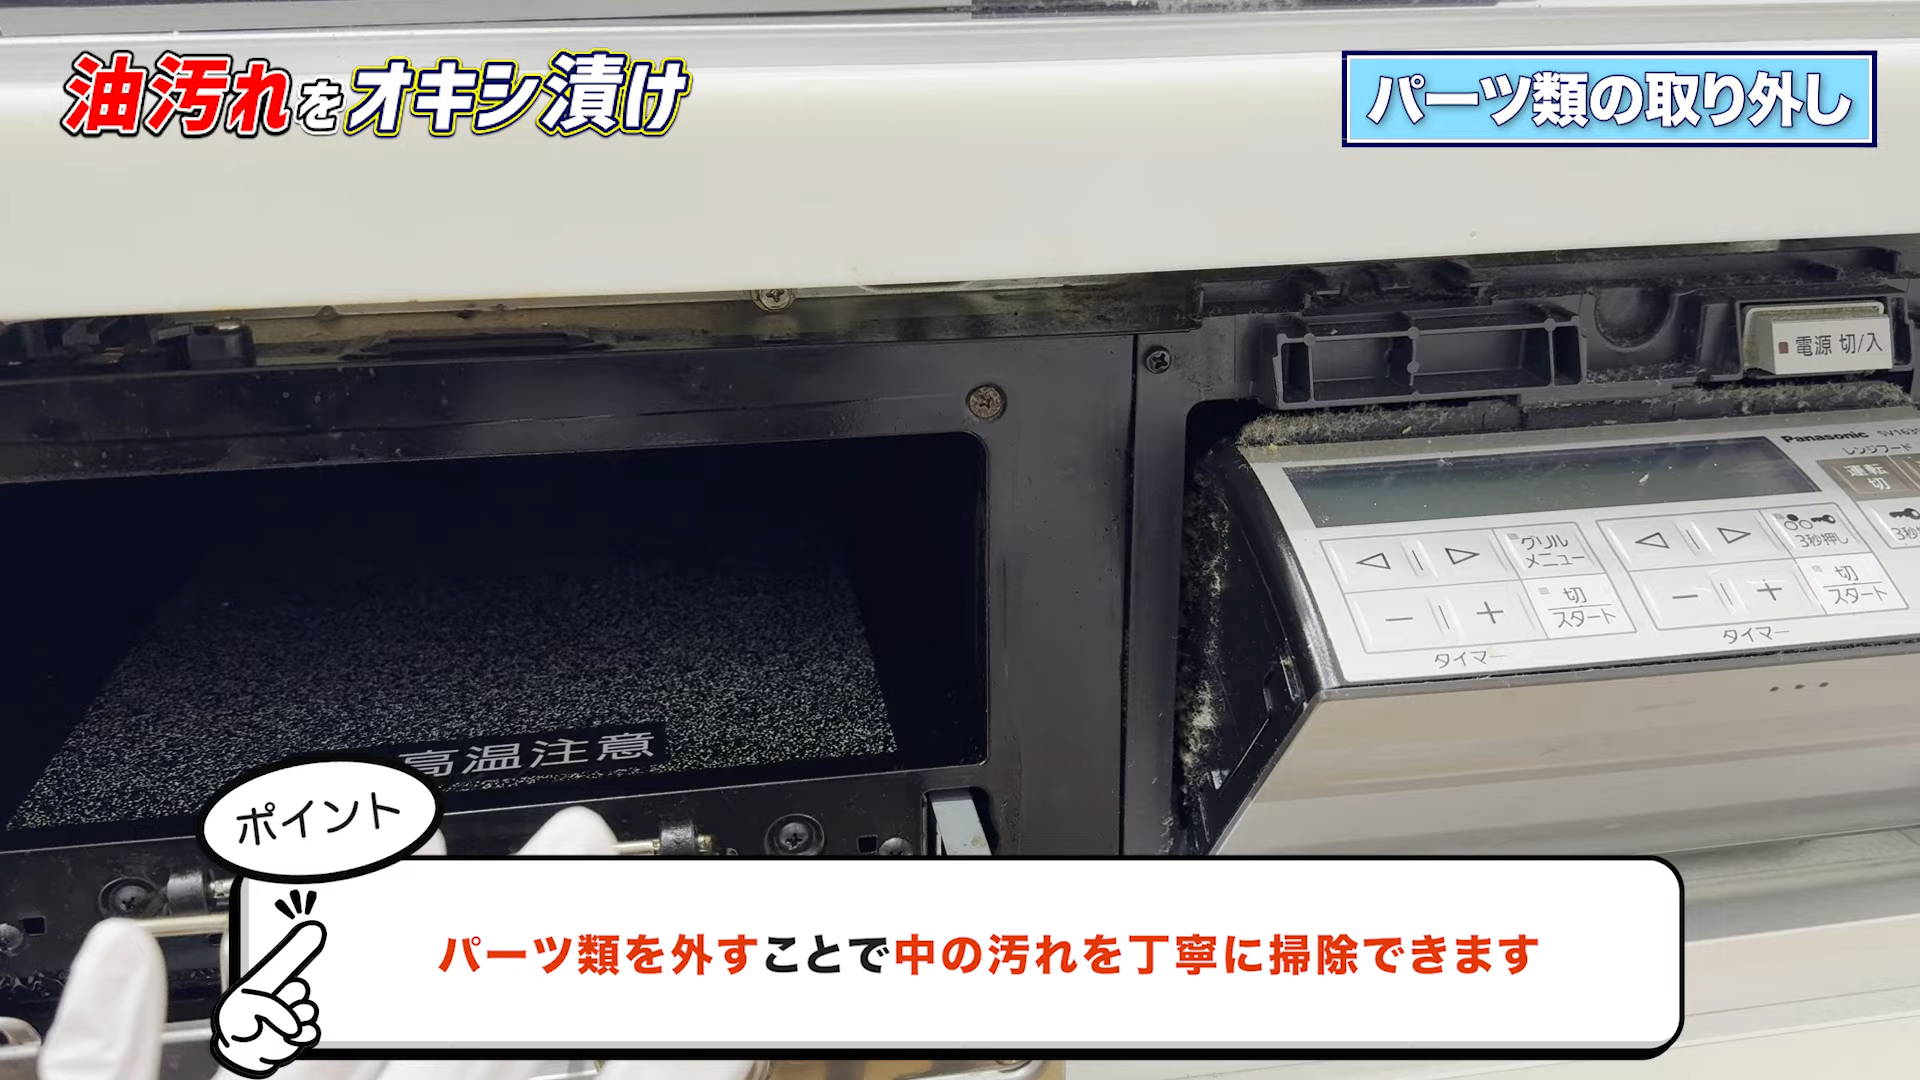 油汚れをオキシ漬け
パーツ類の取り外し
電源 切/入
Panasonic
レンジフード
運転
切
グリル
メニュー
3秒押し
切
スタート
切
スタート
タイマー
タイマー
高温注意
ポイント
パーツ類を外すことで中の汚れを丁寧に掃除できます